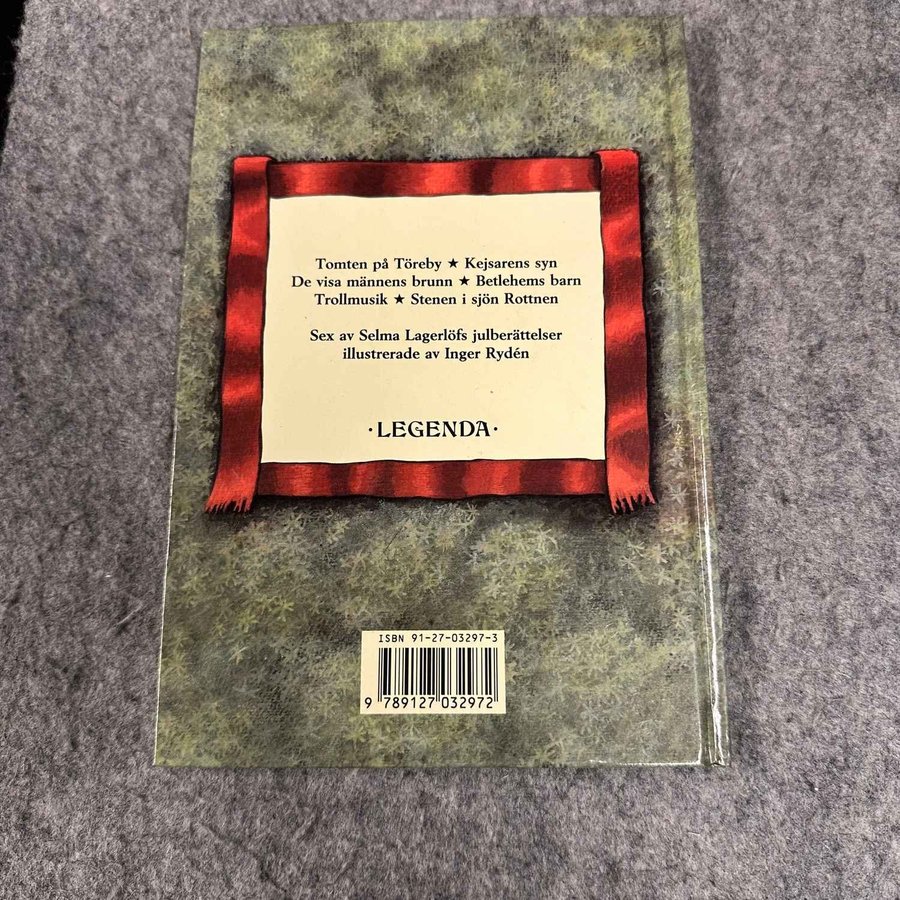 Tomten på Töreby ★ Kejsarens syn
De visa männens brunn ★ Betlehems barn
Trollmusik ★ Stenen i sjön Rottnen
Sex av Selma Lagerlöfs julberättelser
illustrerade av Inger Rydén
·LEGENDA·
ISBN 91-27-03297-3
9 789127 032972